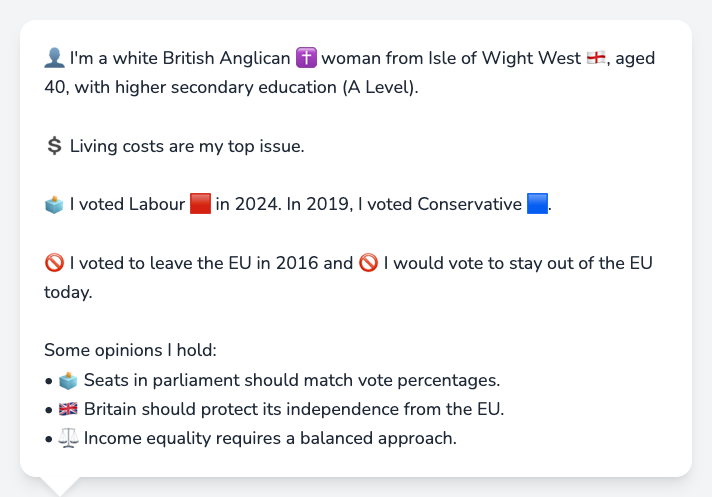 👤 I'm a white British Anglican ✝️ woman from Isle of Wight West 🏴󠁧󠁢󠁥󠁮󠁧󠁿, aged
40, with higher secondary education (A Level).
💲 Living costs are my top issue.
🗳️ I voted Labour 🟥 in 2024. In 2019, I voted Conservative 🟦.
🚫 I voted to leave the EU in 2016 and 🚫 I would vote to stay out of the EU
today.
Some opinions I hold:
• 🗳️ Seats in parliament should match vote percentages.
• 🇬🇧 Britain should protect its independence from the EU.
• ⚖️ Income equality requires a balanced approach.